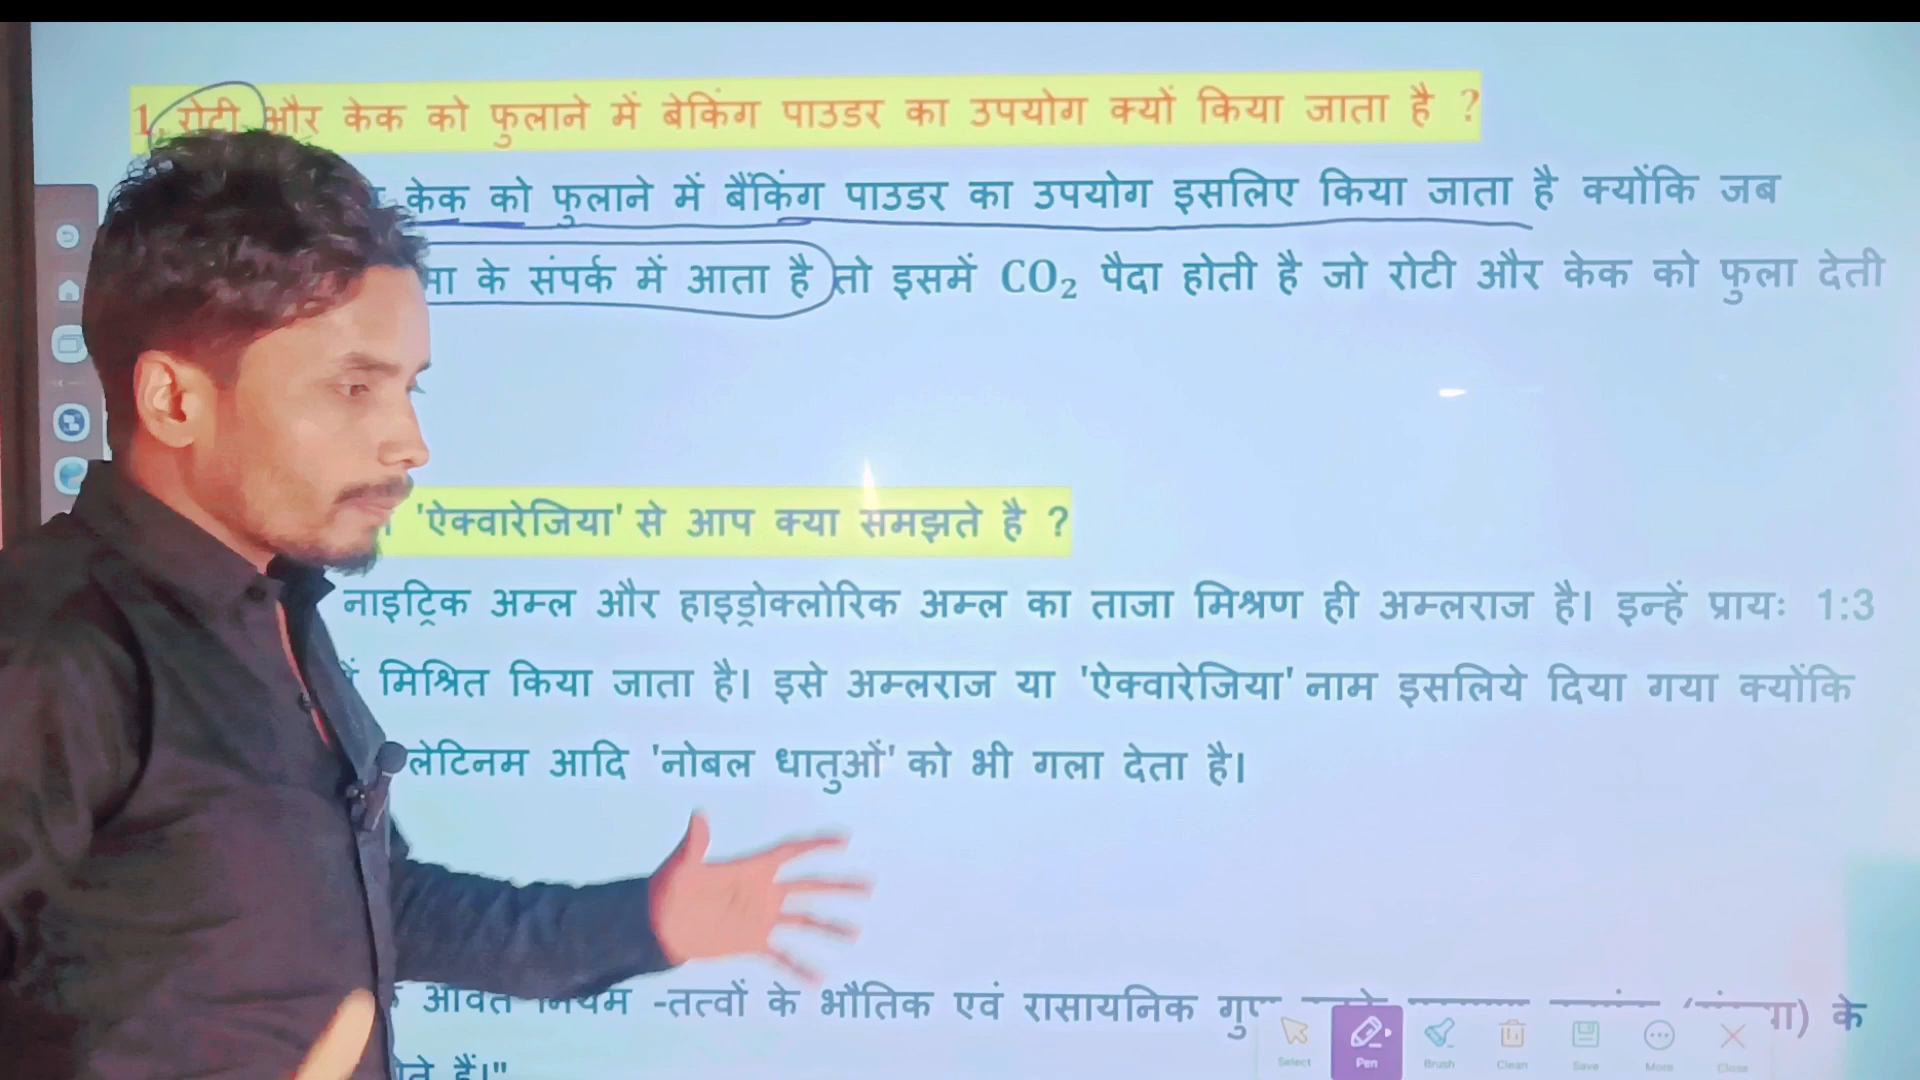 1. रोटी और केक को फुलाने में बेकिंग पाउडर का उपयोग क्यों किया जाता है ?
केक को फुलाने में बैंकिंग पाउडर का उपयोग इसलिए किया जाता है क्योंकि जब
के संपर्क में आता है तो इसमें CO₂ पैदा होती है जो रोटी और केक को फुला देती
'ऐक्वारेजिया' से आप क्या समझते है ?
नाइट्रिक अम्ल और हाइड्रोक्लोरिक अम्ल का ताजा मिश्रण ही अम्लराज है। इन्हें प्रायः 1:3
मिश्रित किया जाता है। इसे अम्लराज या 'ऐक्वारेजिया' नाम इसलिये दिया गया क्योंकि
आदि 'नोबल धातुओं' को भी गला देता है।
नियम -तत्वों के भौतिक एवं रासायनिक के
हैं।"
Select Pen Brush Clean Save More Close